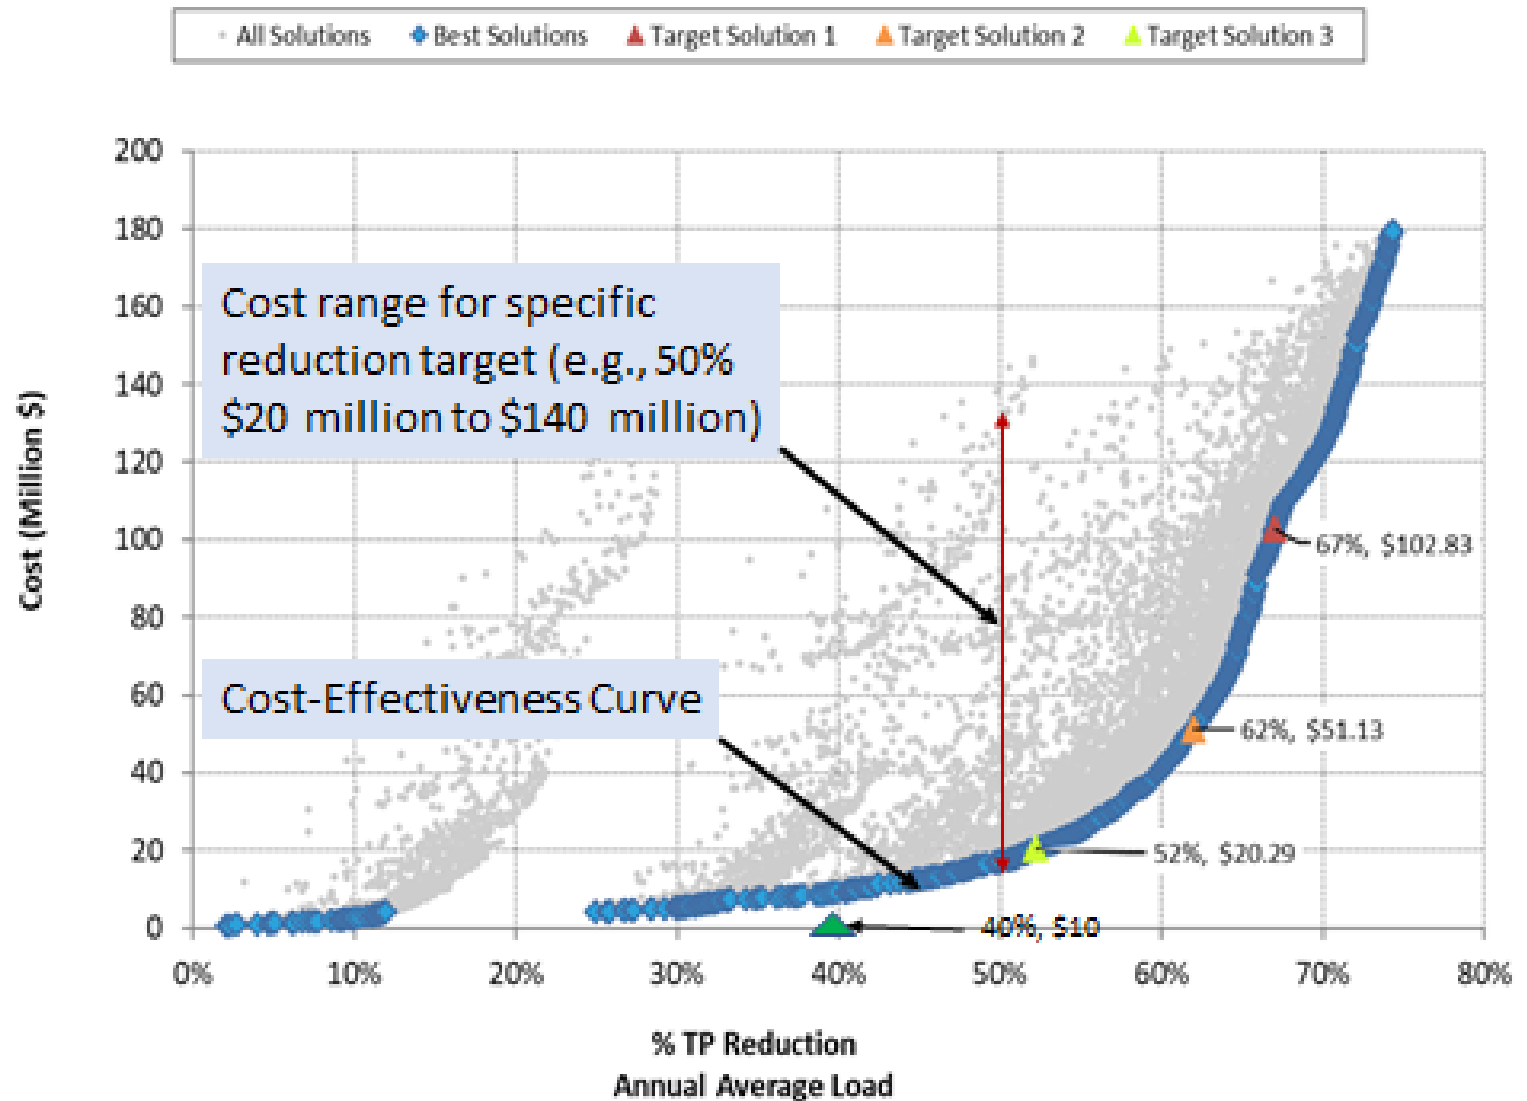 All Solutions Best Solutions Target Solution 1 Target Solution 2 Target Solution 3
200
180
160
140
120
100
80
60
40
20
0
Cost (Million $)
Cost range for specific
reduction target (e.g., 50%
$20 million to $140 million)
Cost-Effectiveness Curve
67%, $102.83
62%, $51.13
52%, $20.29
40%, $10
0% 10% 20% 30% 40% 50% 60% 70% 80%
% TP Reduction
Annual Average Load